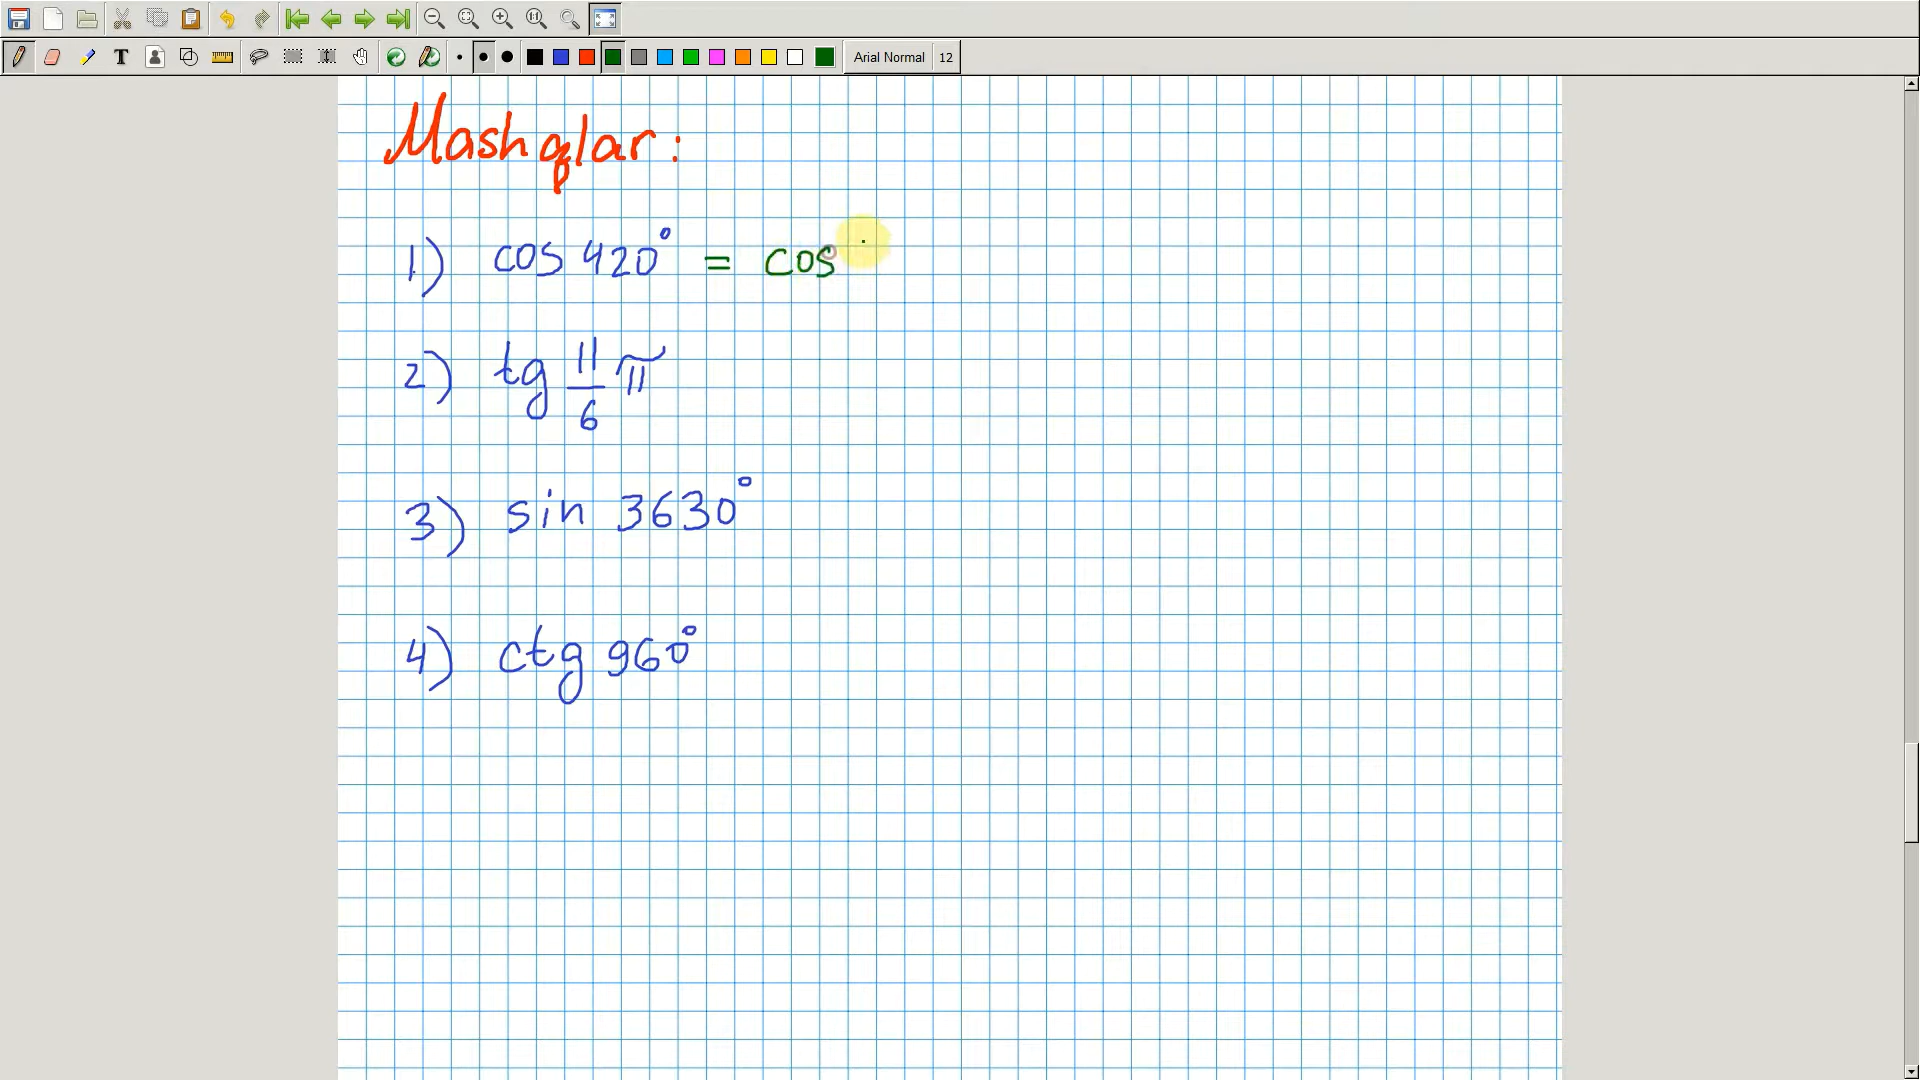 Arial Normal 12
Mashqlar:
1) cos 420° = cos
2) tg 11/6 π
3) sin 3630°
4) ctg 960°